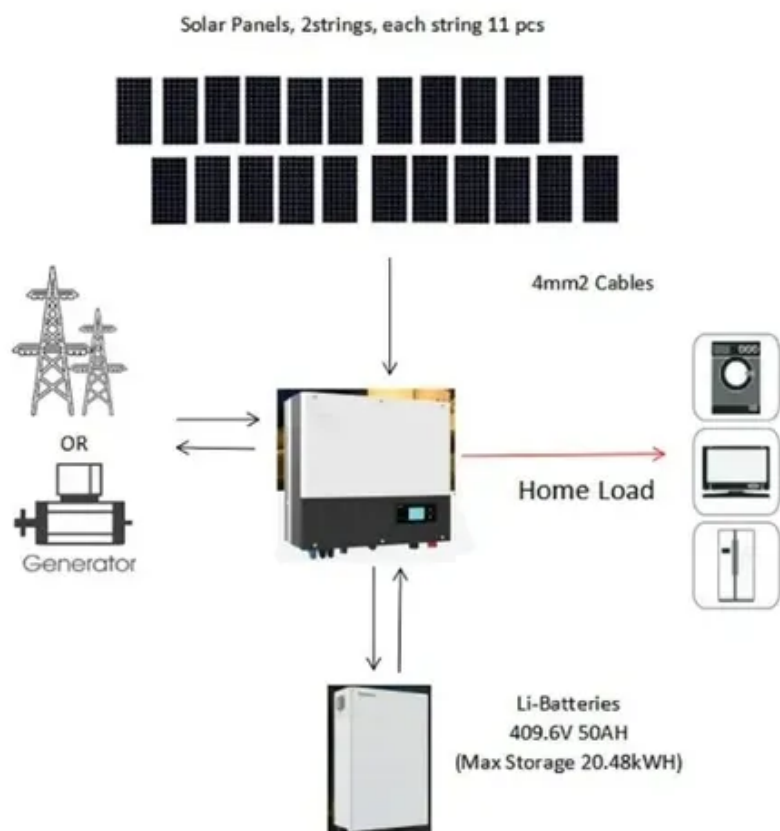 Solar Panels, 2strings, each string 11 pcs
4mm2 Cables
OR
Generator
Home Load
Li-Batteries
409.6V 50AH
(Max Storage 20.48kWH)